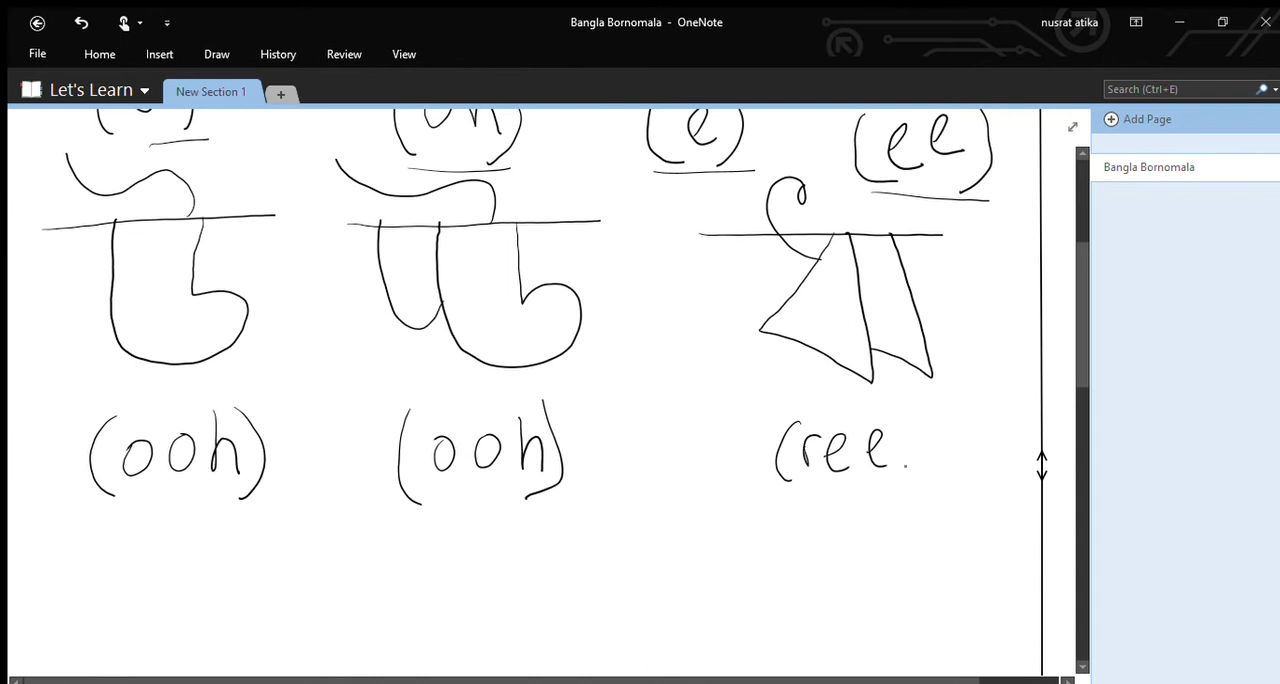 Bangla Bornomala - OneNote nusrat atika
File Home Insert Draw History Review View
Let's Learn New Section 1 + Search (Ctrl+E)
Add Page
Bangla Bornomala
(e) (ee)
উ ঊ ঋ
(ooh) (ooh) (ree.